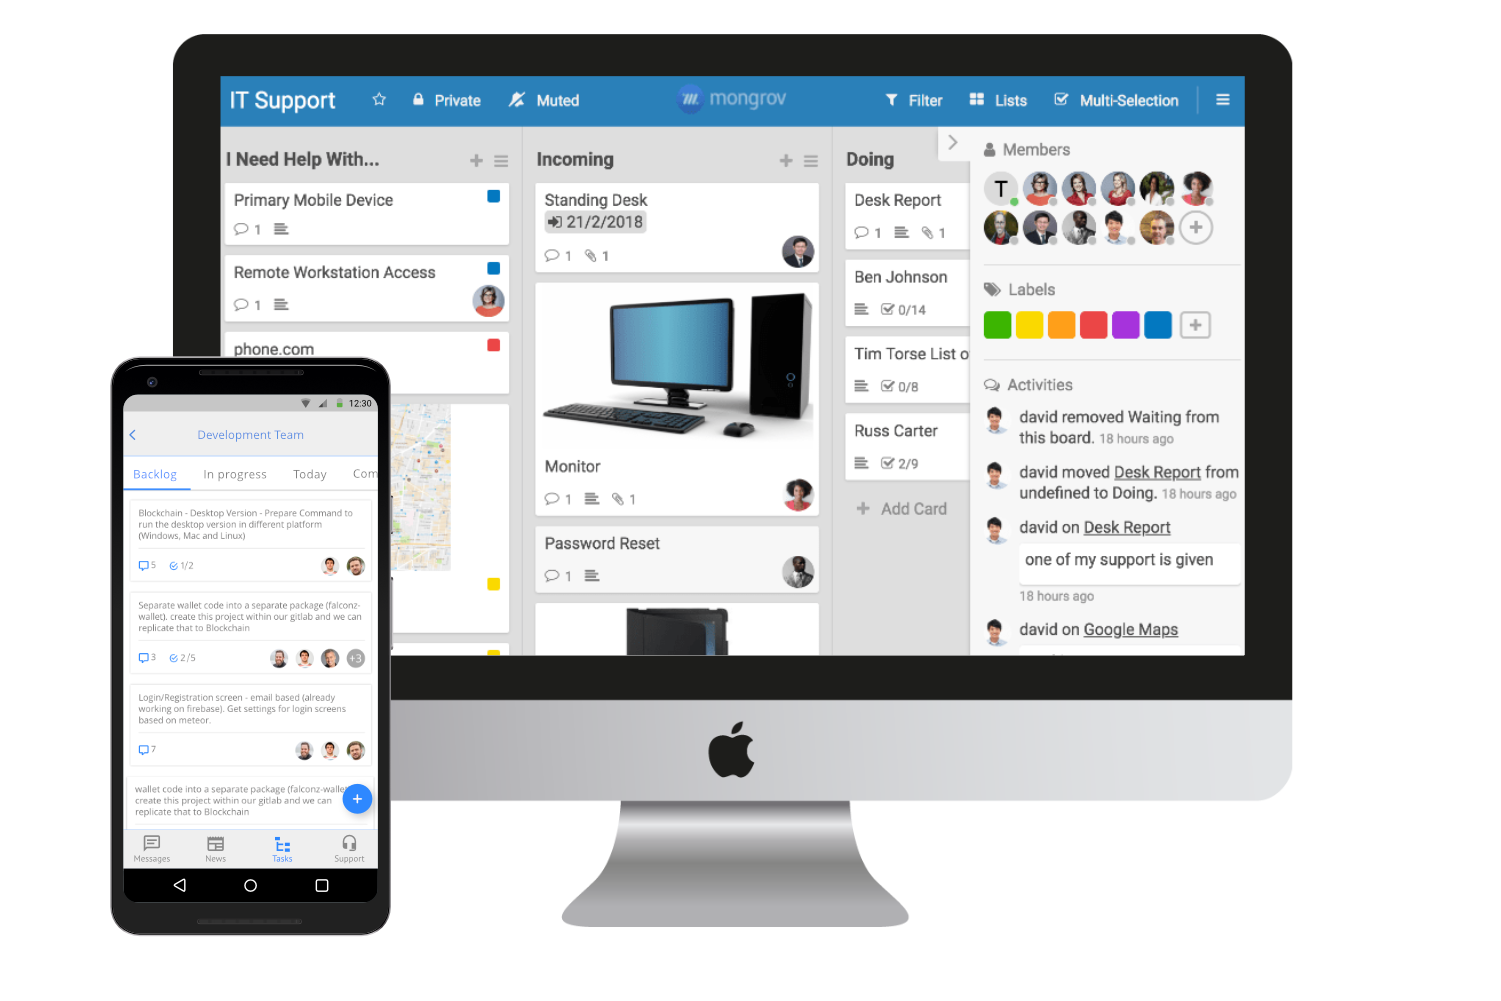 IT Support
Private
Muted
mongrov
Filter
Lists
Multi-Selection
I Need Help With...
Primary Mobile Device
1
Remote Workstation Access
1
phone.com
Incoming
Standing Desk
21/2/2018
1 1
Monitor
1 1
Password Reset
1
Doing
Desk Report
1 1
Ben Johnson
0/14
Tim Torse List o
0/8
Russ Carter
2/9
Add Card
Members
T
Labels
Activities
david removed Waiting from
this board. 18 hours ago
david moved Desk Report from
undefined to Doing. 18 hours ago
david on Desk Report
one of my support is given
18 hours ago
david on Google Maps
12:30
Development Team
Backlog
In progress
Today
Com
Blockchain - Desktop Version - Prepare Command to
run the desktop version in different platform
(Windows, Mac and Linux)
5 1/2
Separate wallet code into a separate package (falconz-
wallet). create this project within our gitlab and we can
replicate that to Blockchain
3 2/5
+3
Login/Registration screen - email based (already
working on firebase). Get settings for login screens
based on meteor.
7
wallet code into a separate package (falconz-wallet
create this project within our gitlab and we can
replicate that to Blockchain
Messages
News
Tasks
Support